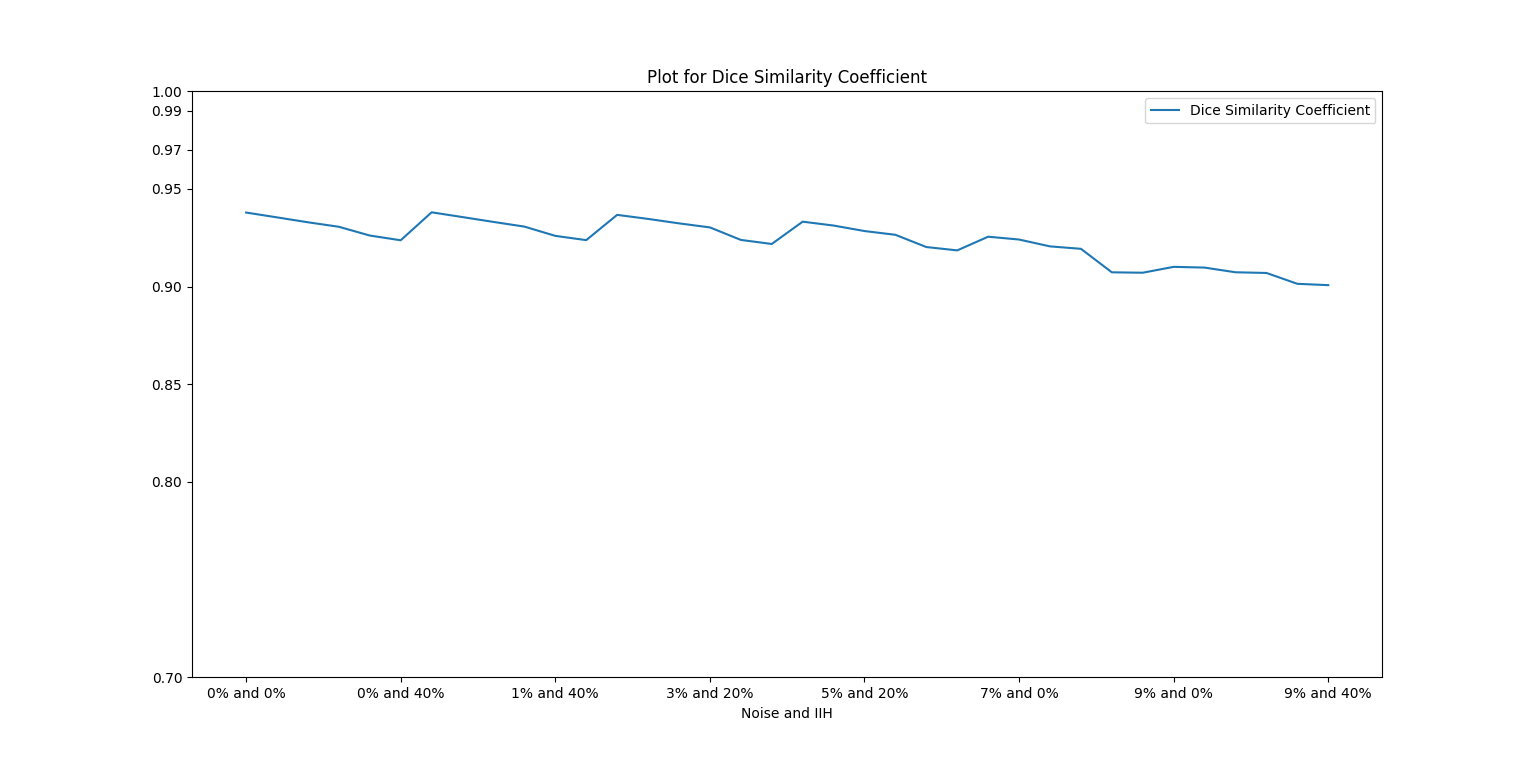 Plot for Dice Similarity Coefficient
1.00
0.99
0.97
0.95
0.90
0.85
0.80
0.70
Dice Similarity Coefficient
0% and 0%
0% and 40%
1% and 40%
3% and 20%
5% and 20%
7% and 0%
9% and 0%
9% and 40%
Noise and IIH